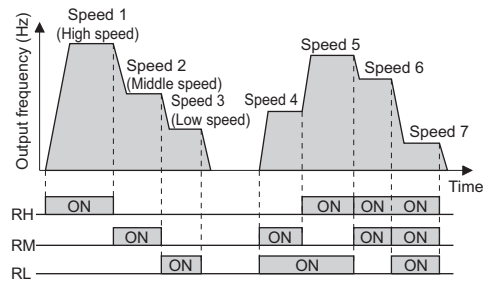 Output frequency (Hz)
Speed 1
(High speed)
Speed 2
(Middle speed)
Speed 3
(Low speed)
Speed 4
Speed 5
Speed 6
Speed 7
Time
RH ON ON ON ON
RM ON ON ON ON
RL ON ON ON